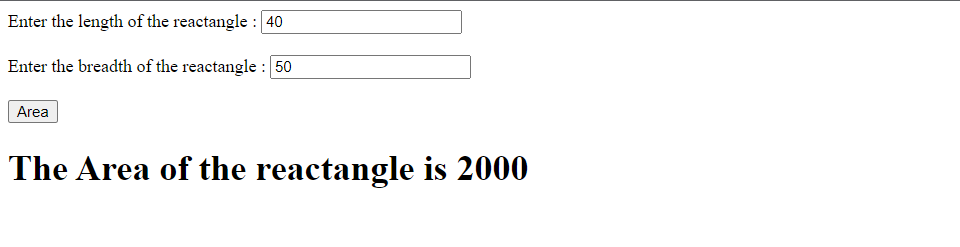 Enter the length of the reactangle : 40
Enter the breadth of the reactangle : 50
Area
The Area of the reactangle is 2000